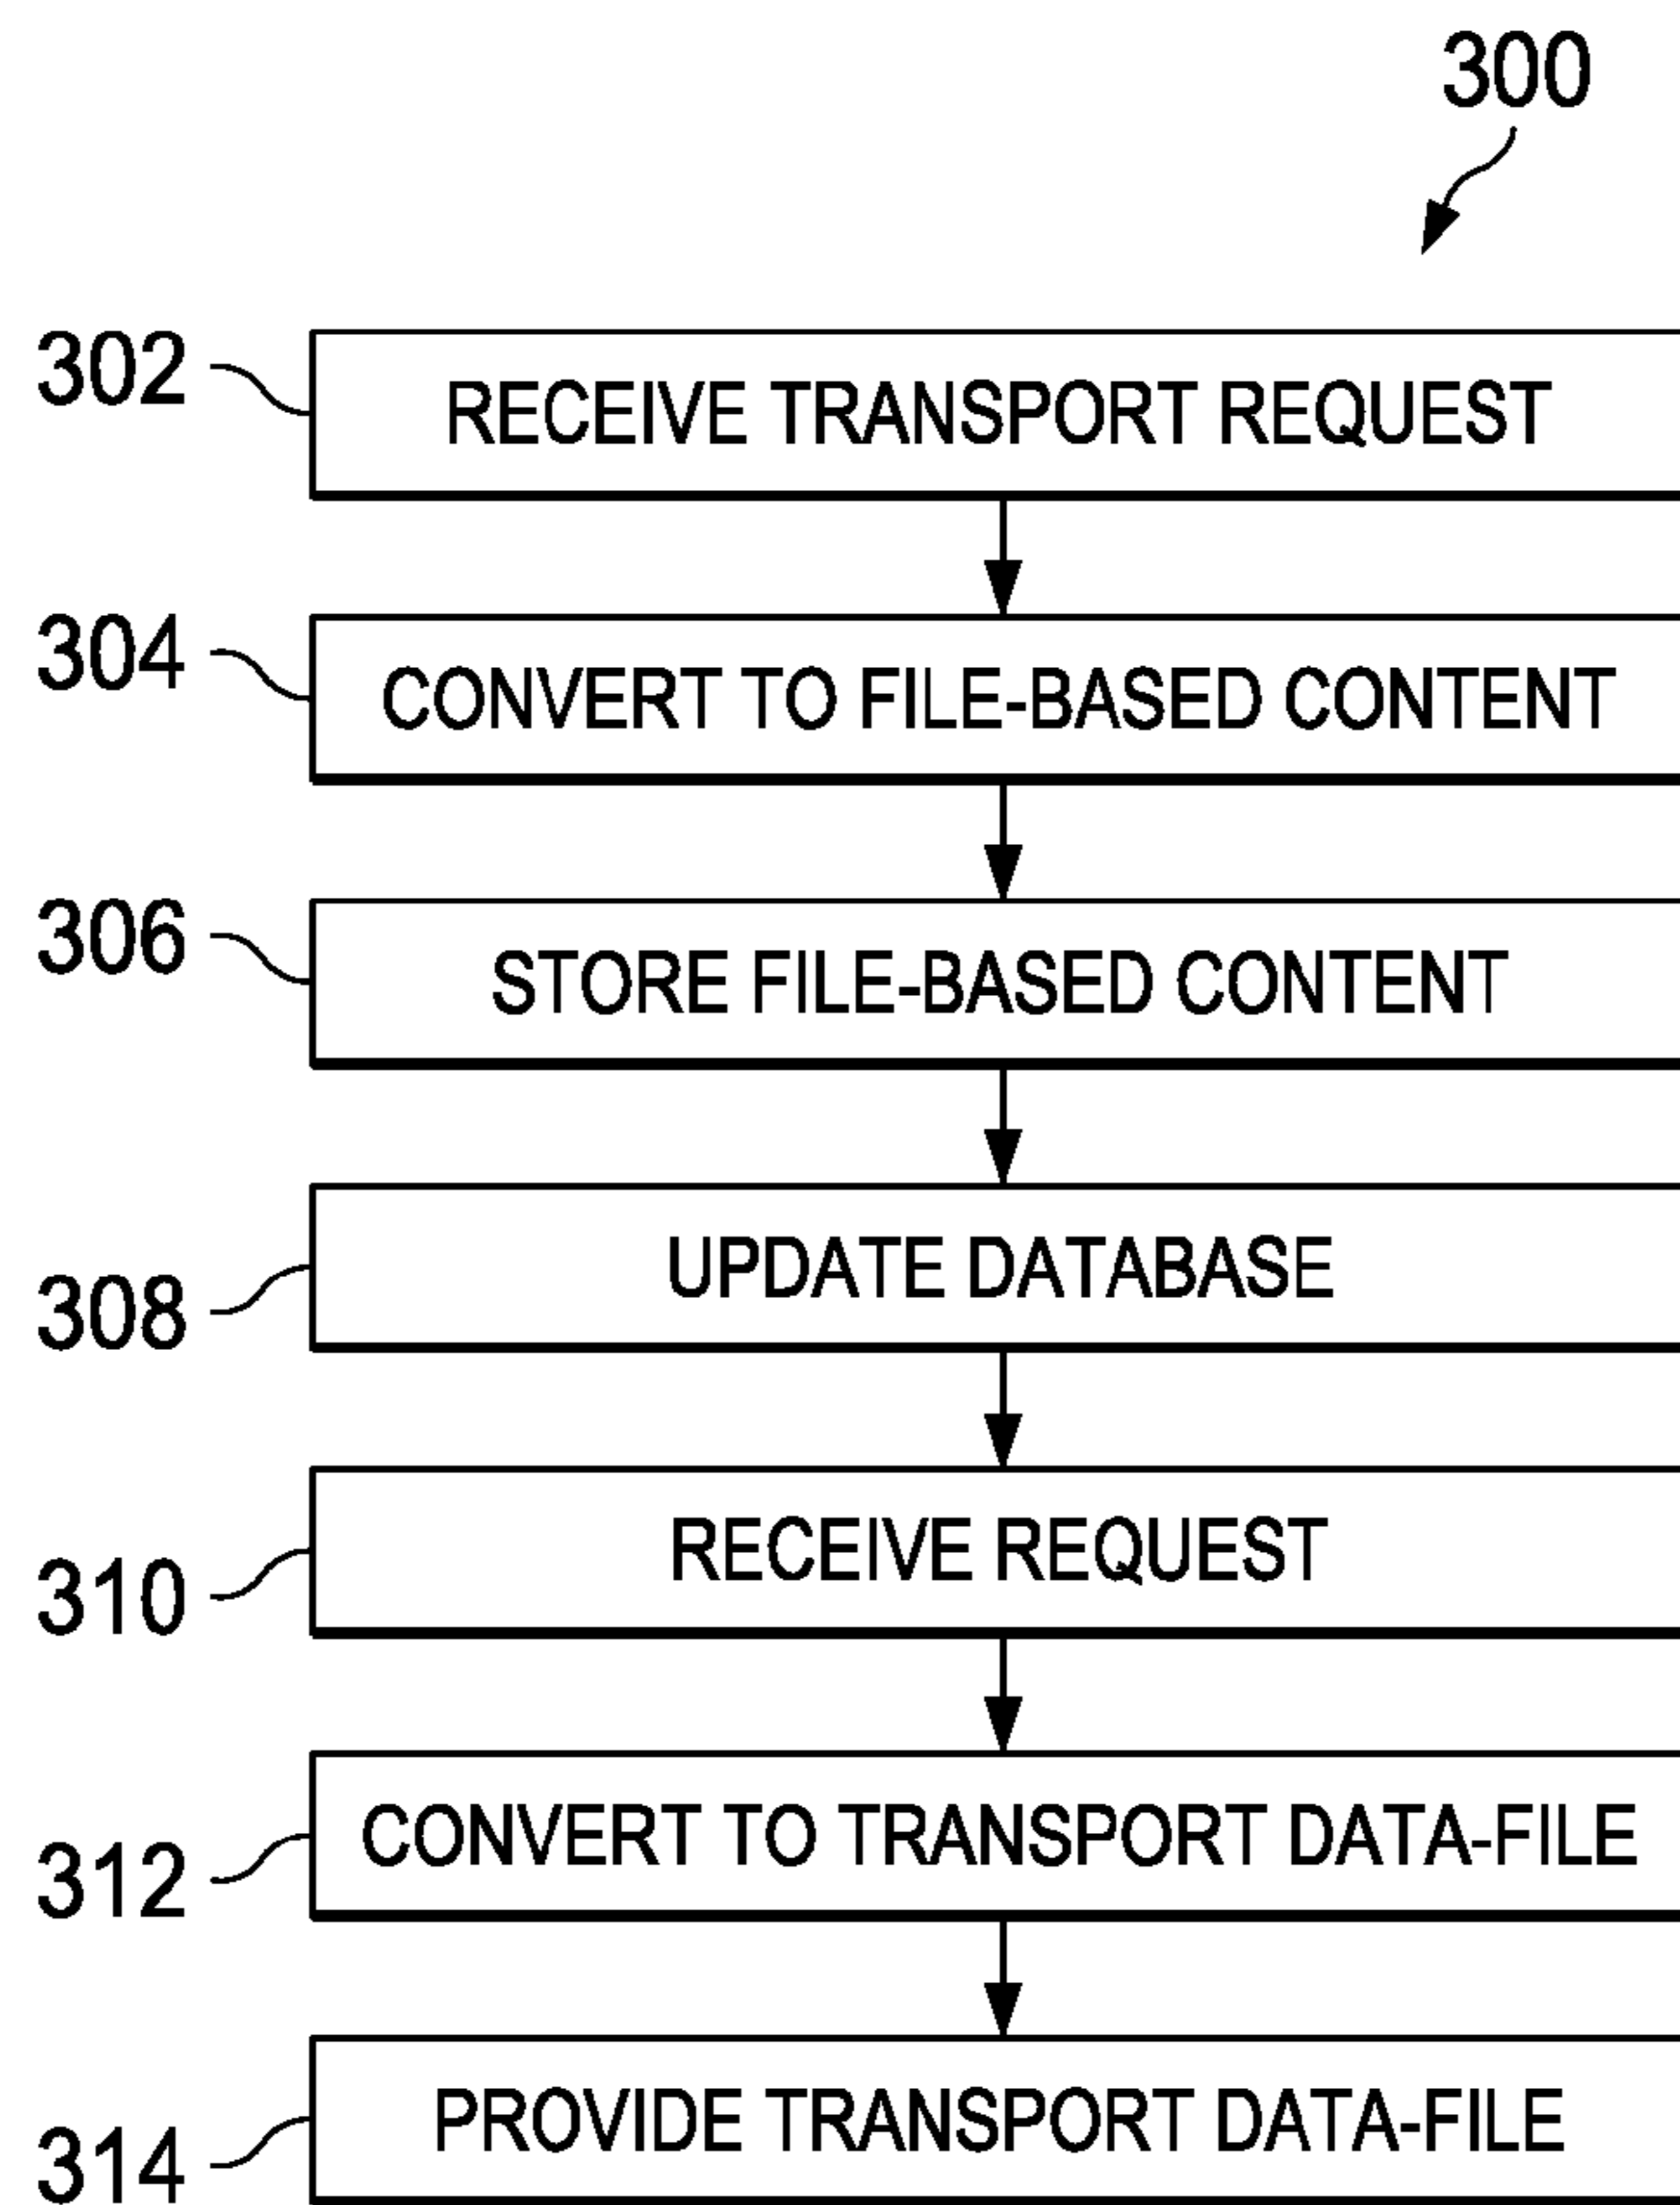 300
302
RECEIVE TRANSPORT REQUEST
304
CONVERT TO FILE-BASED CONTENT
306
STORE FILE-BASED CONTENT
308
UPDATE DATABASE
310
RECEIVE REQUEST
312
CONVERT TO TRANSPORT DATA-FILE
314
PROVIDE TRANSPORT DATA-FILE